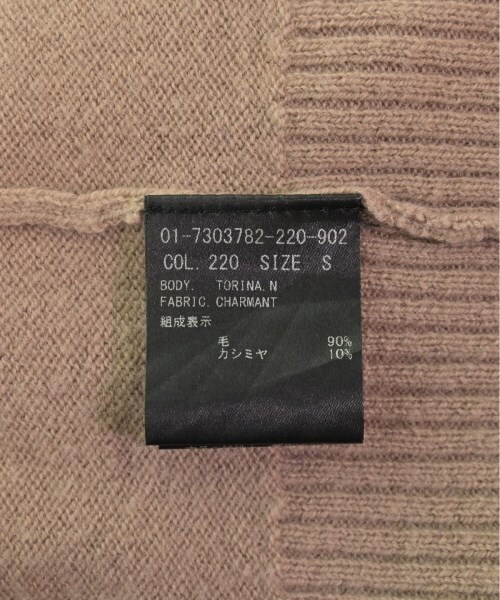 01-7303782-220-902
COL. 220 SIZE S
BODY. TORINA.N
FABRIC. CHARMANT
組成表示
毛 90%
カシミヤ 10%